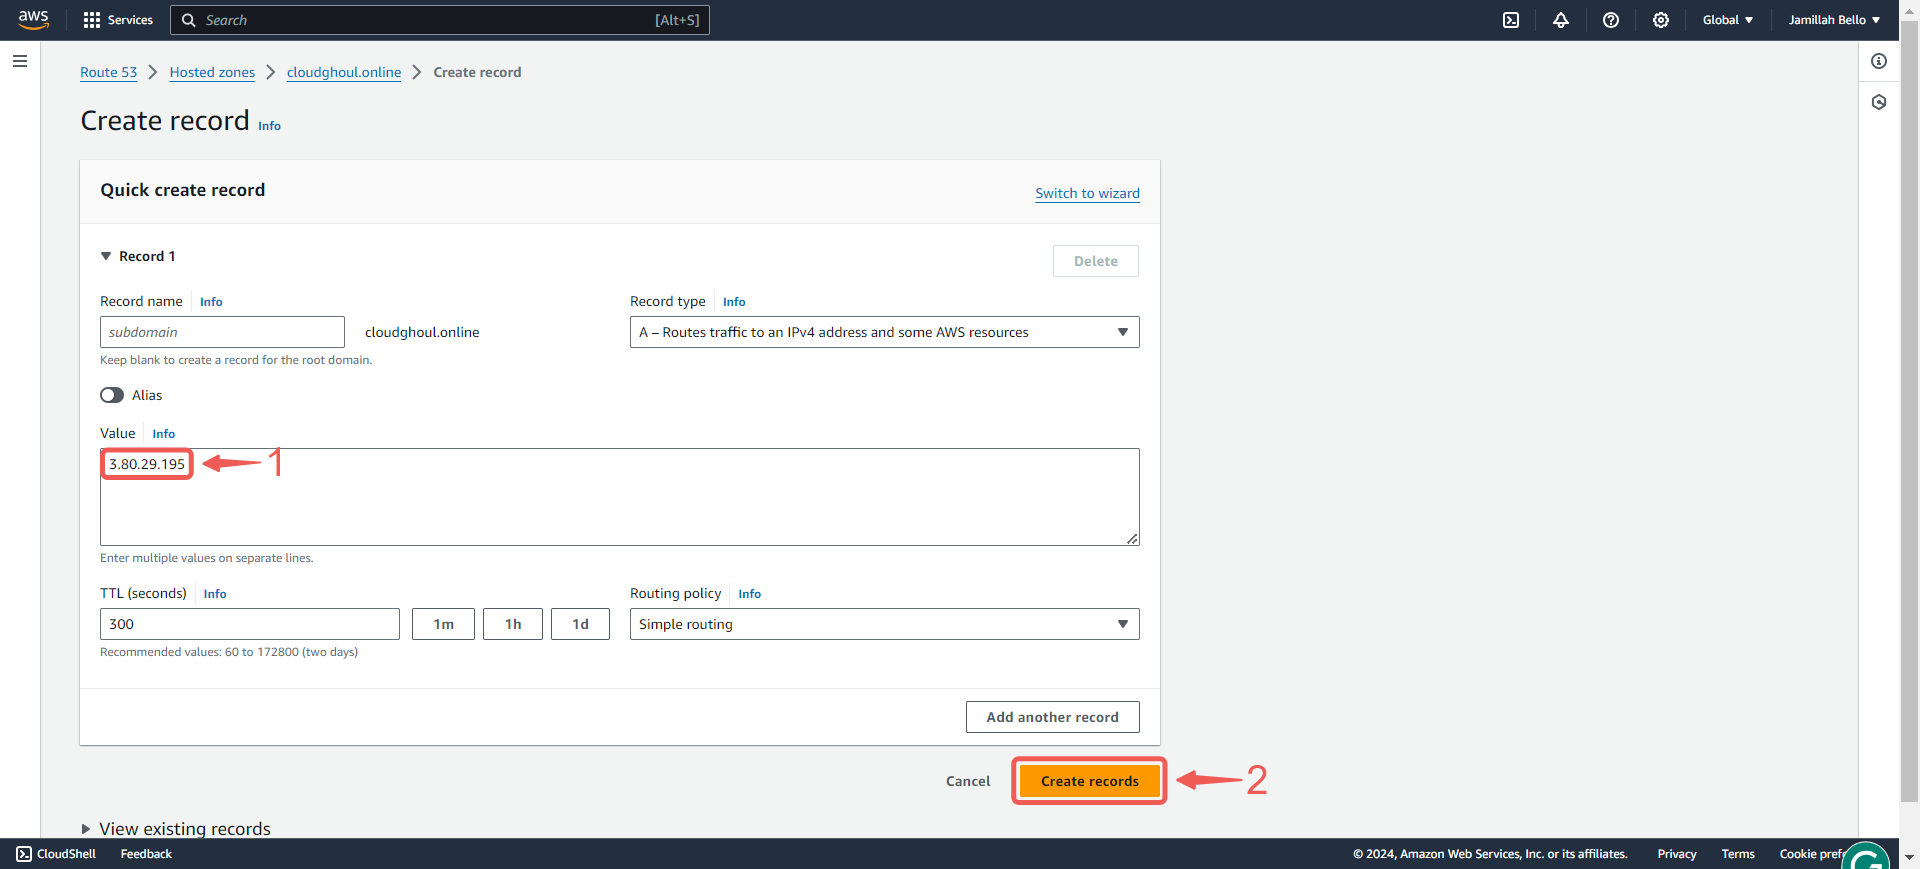 aws Services Search [Alt+S] Global Jamillah Bello
Route 53 Hosted zones cloudghoul.online Create record
Create record Info
Quick create record Switch to wizard
Record 1 Delete
Record name Info Record type Info
subdomain cloudghoul.online A – Routes traffic to an IPv4 address and some AWS resources
Keep blank to create a record for the root domain.
Alias
Value Info
3.80.29.195 1
Enter multiple values on separate lines.
TTL (seconds) Info Routing policy Info
300 1m 1h 1d Simple routing
Recommended values: 60 to 172800 (two days)
Add another record
Cancel Create records 2
View existing records
CloudShell Feedback © 2024, Amazon Web Services, Inc. or its affiliates. Privacy Terms Cookie